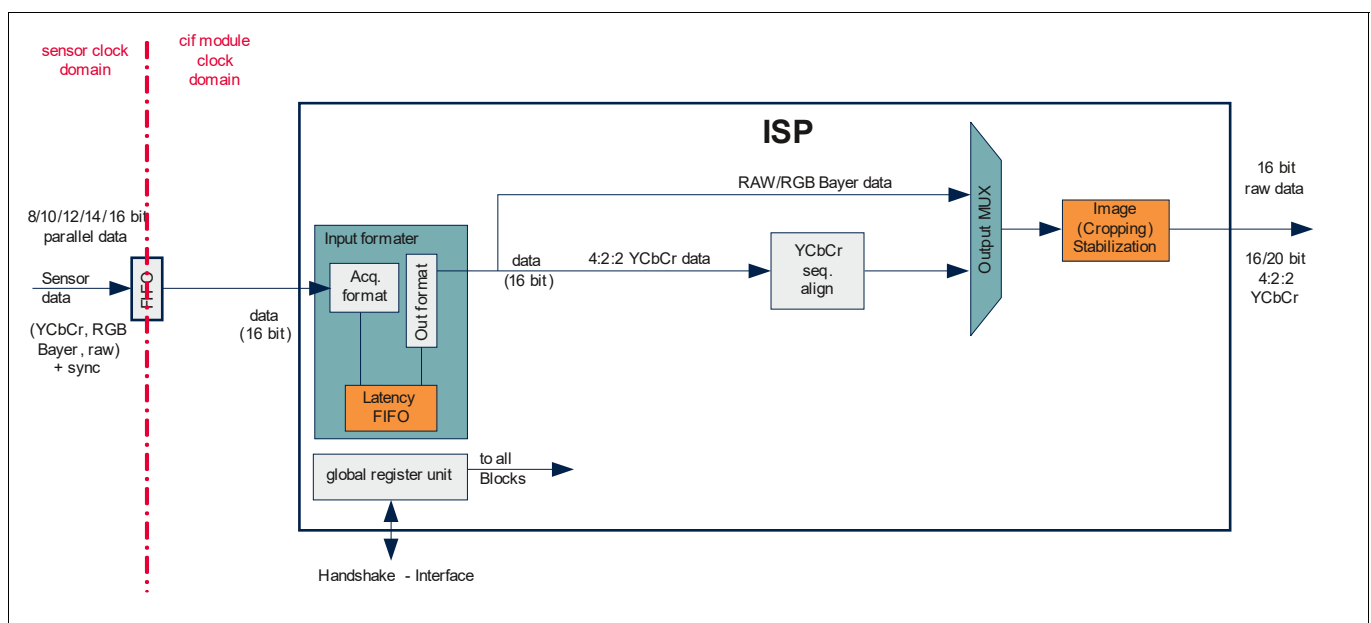 sensor clock
domain
cif module
clock
domain
ISP
8/10/12/14/16 bit
parallel data
Sensor
data
(YCbCr, RGB
Bayer, raw)
+ sync
FIFO
data
(16 bit)
Input formater
Acq.
format
Out format
Latency
FIFO
data
(16 bit)
RAW/RGB Bayer data
4:2:2 YCbCr data
YCbCr
seq.
align
Output MUX
Image
(Cropping)
Stabilization
16 bit
raw data
16/20 bit
4:2:2
YCbCr
global register unit
to all
Blocks
Handshake - Interface